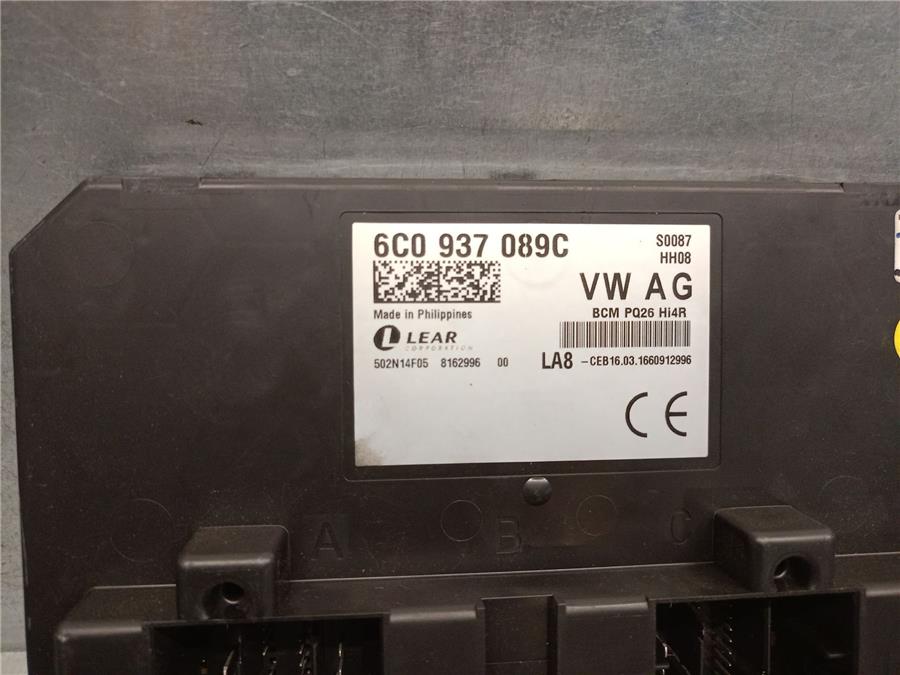 6C0 937 089C
S0087
HH08
VW AG
Made in Philippines
BCM PQ26 Hi4R
LEAR
CORPORATION
502N14F05 8162996 00
LA8 -CEB16.03.1660912996
CE
A B C